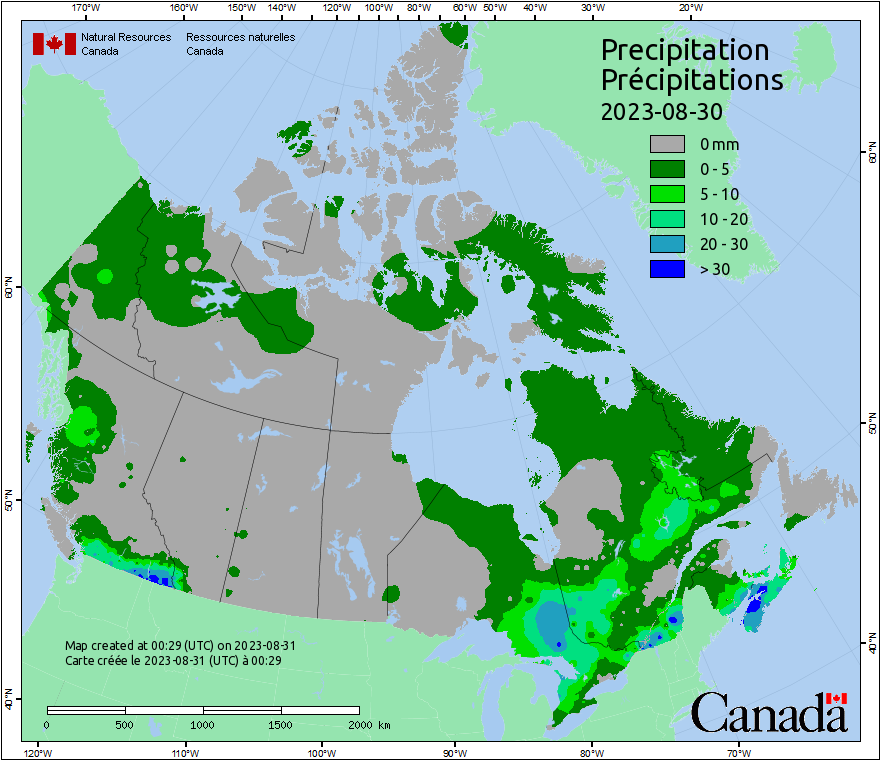 170°W 160°W 150°W 140°W 120°W 100°W 80°W 60°W 50°W 40°W 30°W 20°W
Natural Resources Ressources naturelles
Canada Canada
Precipitation
Précipitations
2023-08-30
0 mm
0 - 5
5 - 10
10 - 20
20 - 30
> 30
60°N
60°N
50°N
50°N
40°N
40°N
Map created at 00:29 (UTC) on 2023-08-31
Carte créée le 2023-08-31 (UTC) à 00:29
0 500 1000 1500 2000 km
Canada
120°W 110°W 100°W 90°W 80°W 70°W